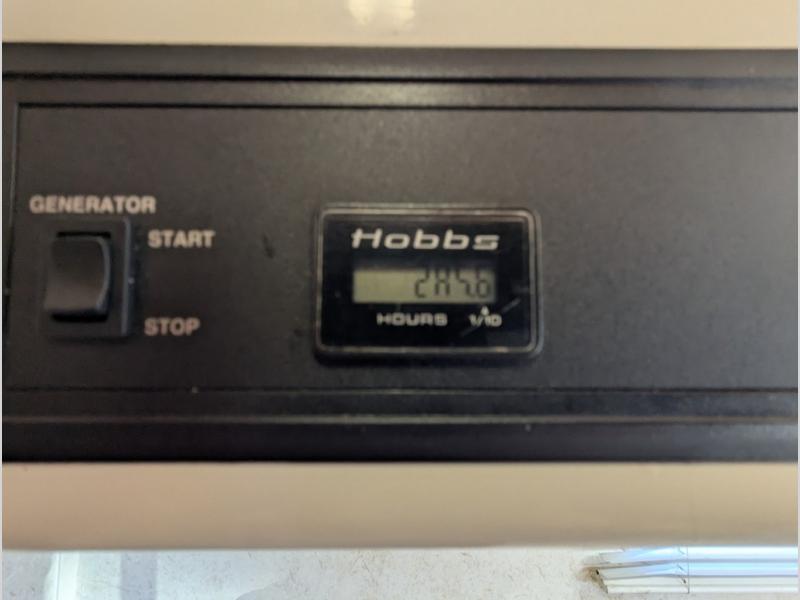 GENERATOR
START
STOP
Hobbs
HOURS 1/10